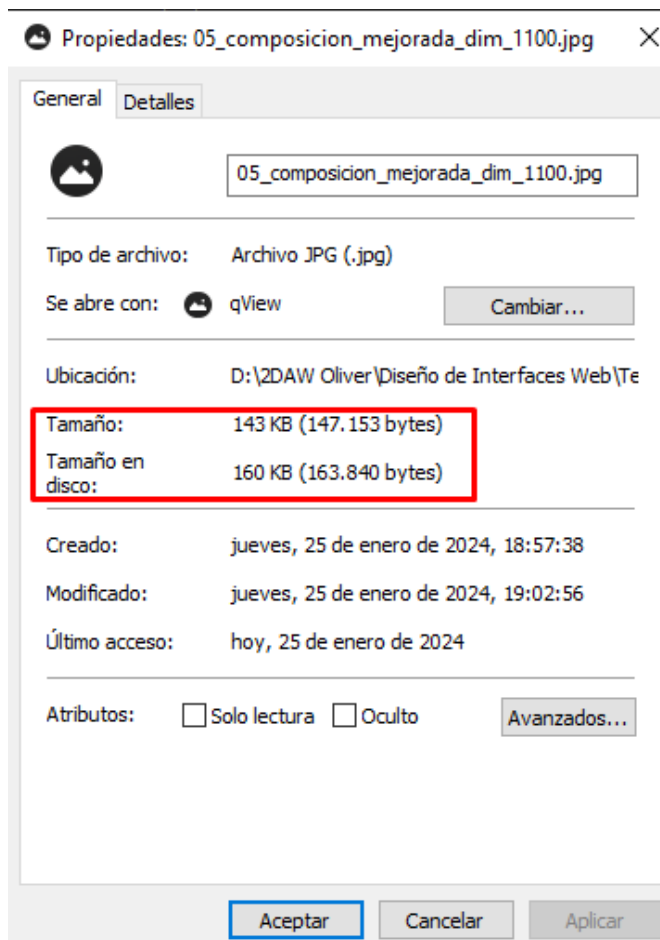 Propiedades: 05_composicion_mejorada_dim_1100.jpg
General Detalles
05_composicion_mejorada_dim_1100.jpg
Tipo de archivo: Archivo JPG (.jpg)
Se abre con: qView Cambiar...
Ubicación: D:\2DAW Oliver\Diseño de Interfaces Web\Te
Tamaño: 143 KB (147.153 bytes)
Tamaño en
disco: 160 KB (163.840 bytes)
Creado: jueves, 25 de enero de 2024, 18:57:38
Modificado: jueves, 25 de enero de 2024, 19:02:56
Último acceso: hoy, 25 de enero de 2024
Atributos: Solo lectura Oculto Avanzados...
Aceptar Cancelar Aplicar